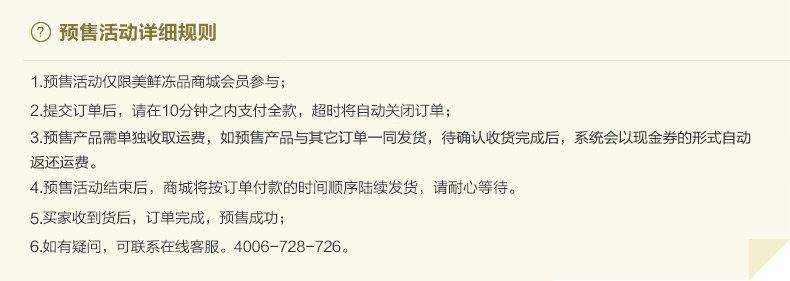 ? 预售活动详细规则
1.预售活动仅限美鲜冻品商城会员参与；
2.提交订单后，请在10分钟之内支付全款，超时将自动关闭订单；
3.预售产品需单独收取运费，如预售产品与其它订单一同发货，待确认收货完成后，系统会以现金券的形式自动
返还运费。
4.预售活动结束后，商城将按订单付款的时间顺序陆续发货，请耐心等待。
5.买家收到货后，订单完成，预售成功；
6.如有疑问，可联系在线客服。4006-728-726。